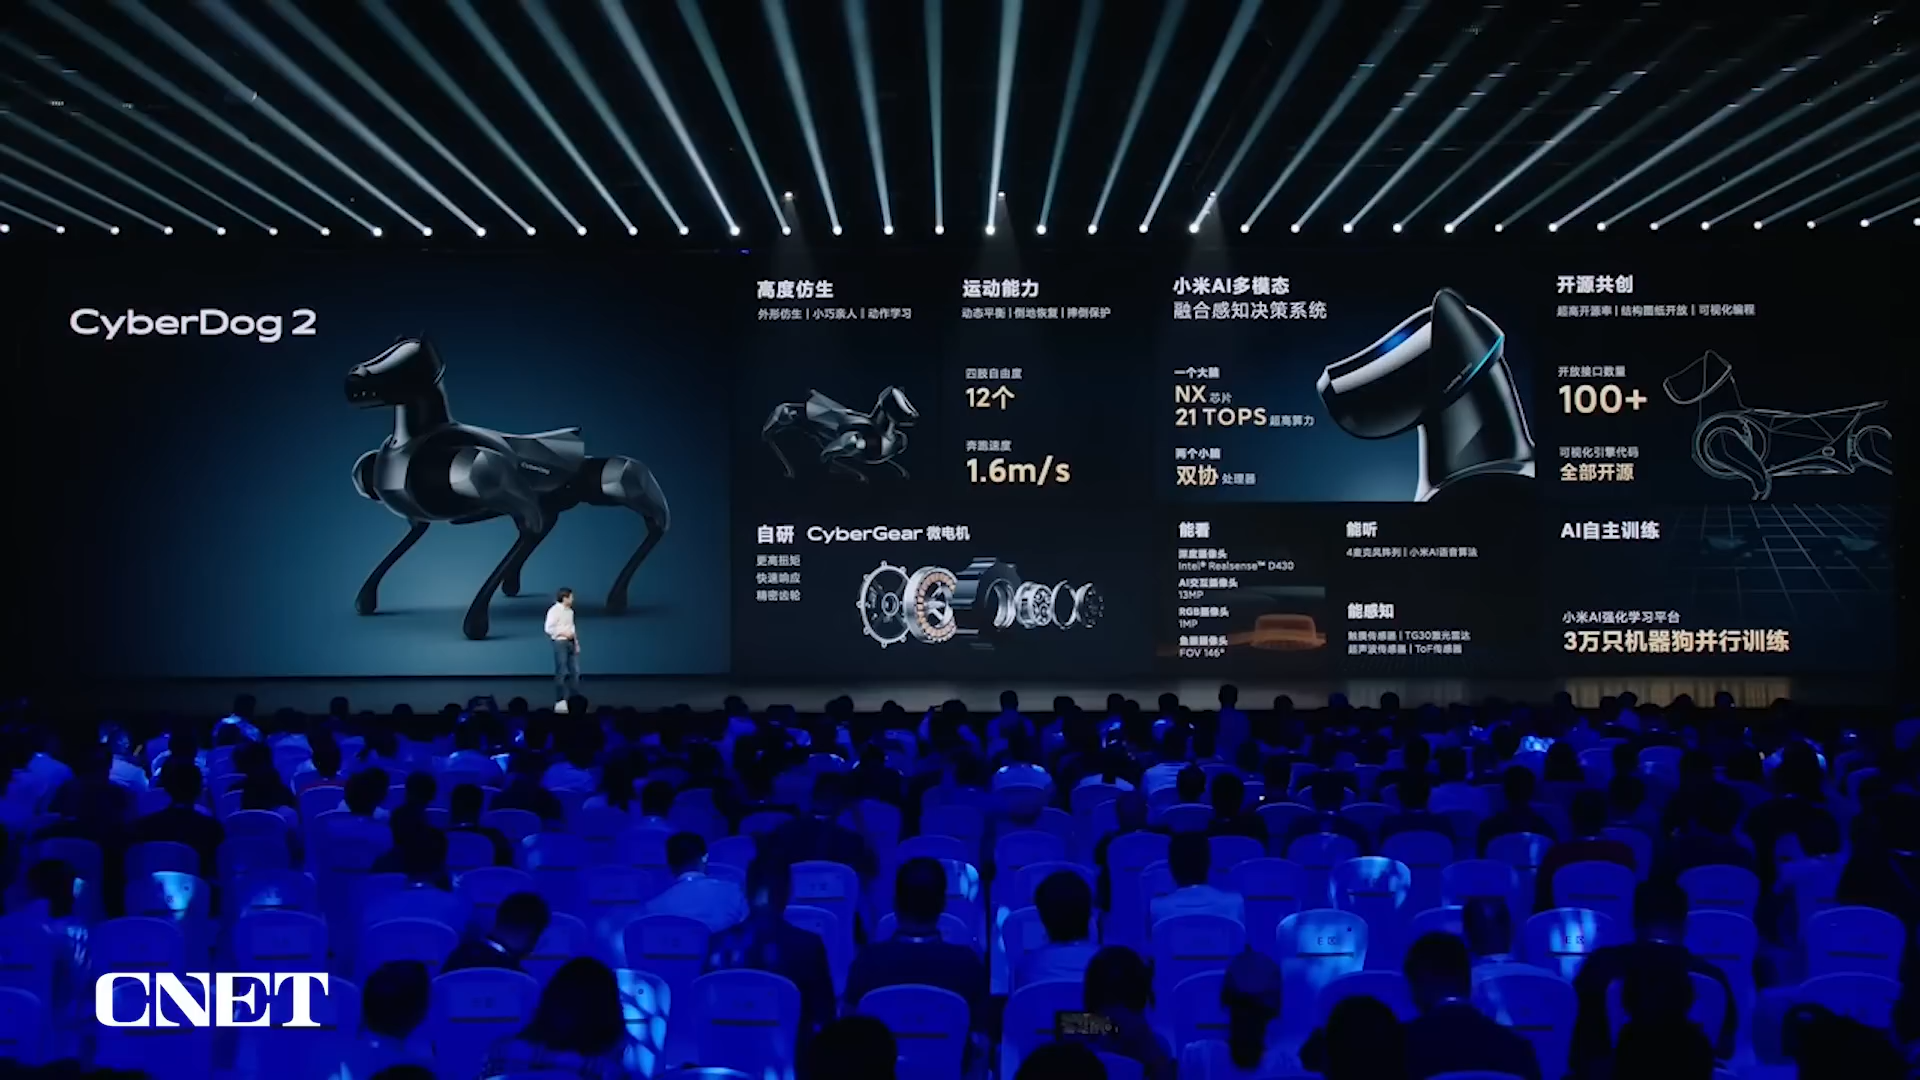 CyberDog 2
高度仿生
外形仿生 | 小巧亲人 | 动作学习
运动能力
动态平衡 | 倒地恢复 | 摔倒保护
四肢自由度
12个
奔跑速度
1.6m/s
小米AI多模态
融合感知决策系统
一个大脑
NX 芯片
21 TOPS 超高算力
两个小脑
双协 处理器
开源共创
超高开源率 | 结构图纸开放 | 可视化编程
开放接口数量
100+
可视化引擎代码
全部开源
自研 CyberGear 微电机
更高扭矩
快速响应
精密齿轮
能看
深度摄像头
Intel® Realsense™ D430
AI交互摄像头
13MP
RGB摄像头
1MP
鱼眼摄像头
FOV 146°
能听
4麦克风阵列 | 小米AI语音算法
能感知
触摸传感器 | TG30激光雷达
超声波传感器 | ToF传感器
AI自主训练
小米AI强化学习平台
3万只机器狗并行训练
E区
E区
CNET